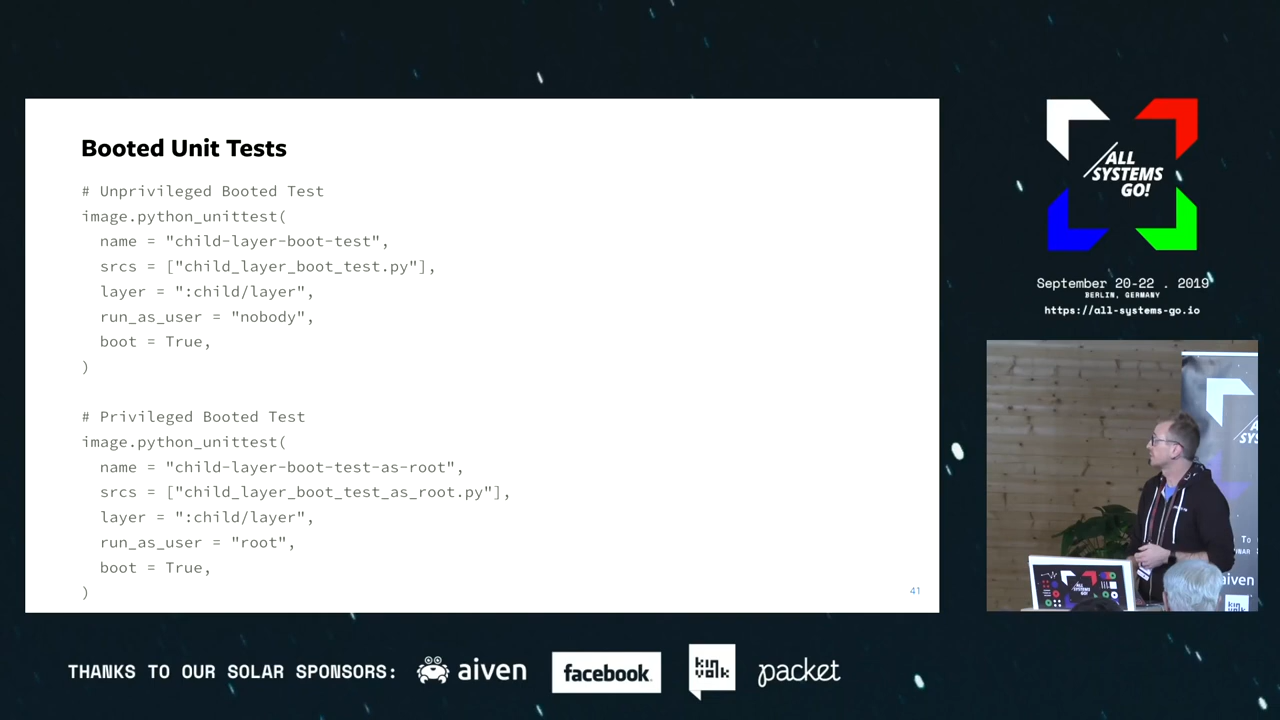 Booted Unit Tests
# Unprivileged Booted Test
image.python_unittest(
  name = "child-layer-boot-test",
  srcs = ["child_layer_boot_test.py"],
  layer = ":child/layer",
  run_as_user = "nobody",
  boot = True,
)
# Privileged Booted Test
image.python_unittest(
  name = "child-layer-boot-test-as-root",
  srcs = ["child_layer_boot_test_as_root.py"],
  layer = ":child/layer",
  run_as_user = "root",
  boot = True,
)
41
ALL
SYSTEMS
GO!
September 20-22 . 2019
BERLIN, GERMANY
https://all-systems-go.io
aiven
THANKS TO OUR SOLAR SPONSORS:
aiven
facebook.
kinvolk
packet